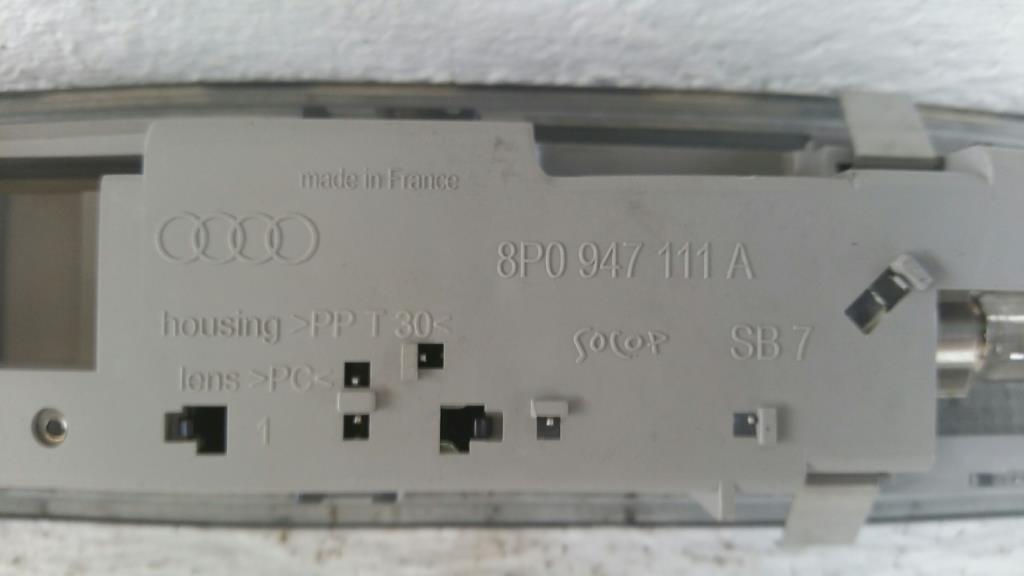 made in France
8P0 947 111 A
housing >PP T 30<
SOCOP SB 7
lens >PC<
1